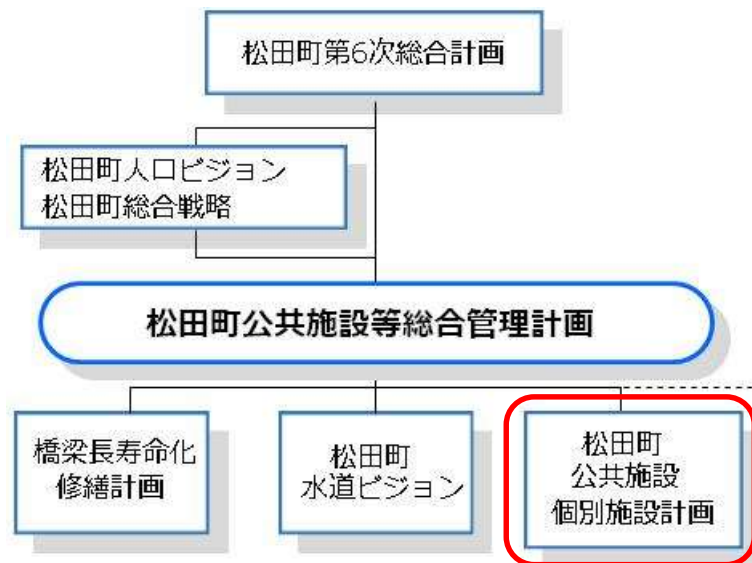 松田町第6次総合計画
松田町人口ビジョン
松田町総合戦略
松田町公共施設等総合管理計画
橋梁長寿命化
修繕計画
松田町
水道ビジョン
松田町
公共施設
個別施設計画